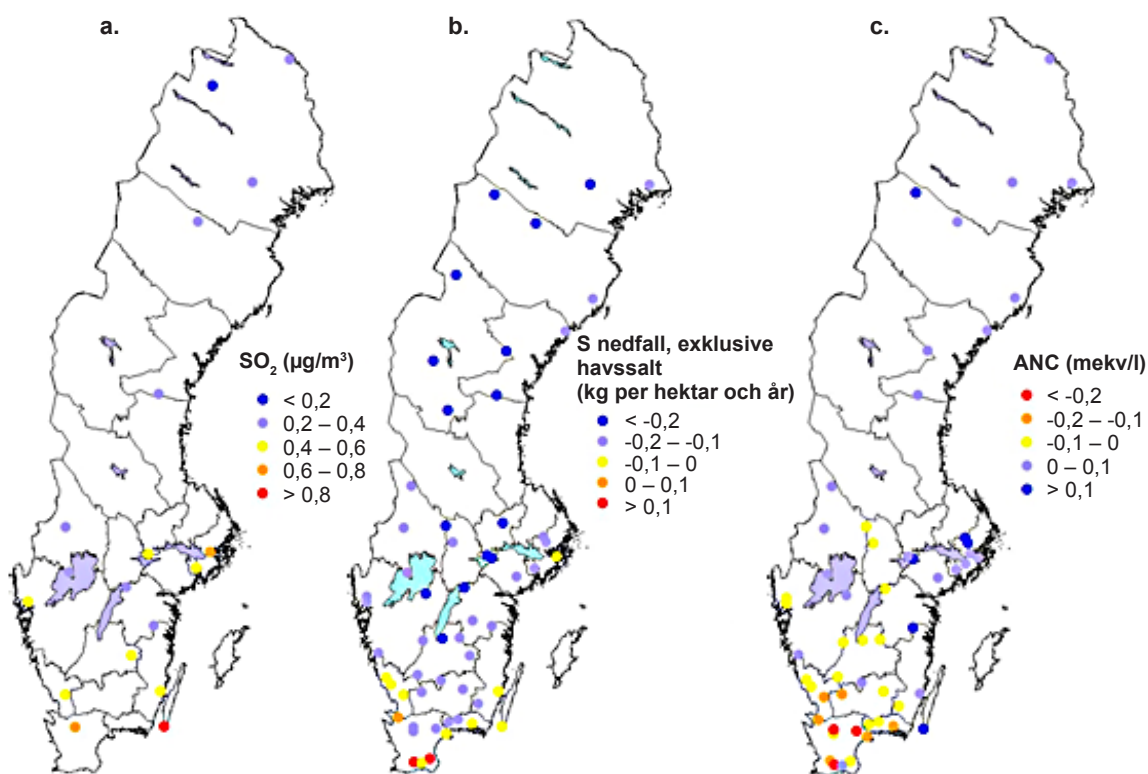 a.
b.
c.
SO₂ (µg/m³)
< 0,2
0,2 – 0,4
0,4 – 0,6
0,6 – 0,8
> 0,8
S nedfall, exklusive
havssalt
(kg per hektar och år)
< -0,2
-0,2 – -0,1
-0,1 – 0
0 – 0,1
> 0,1
ANC (mekv/l)
< -0,2
-0,2 – -0,1
-0,1 – 0
0 – 0,1
> 0,1